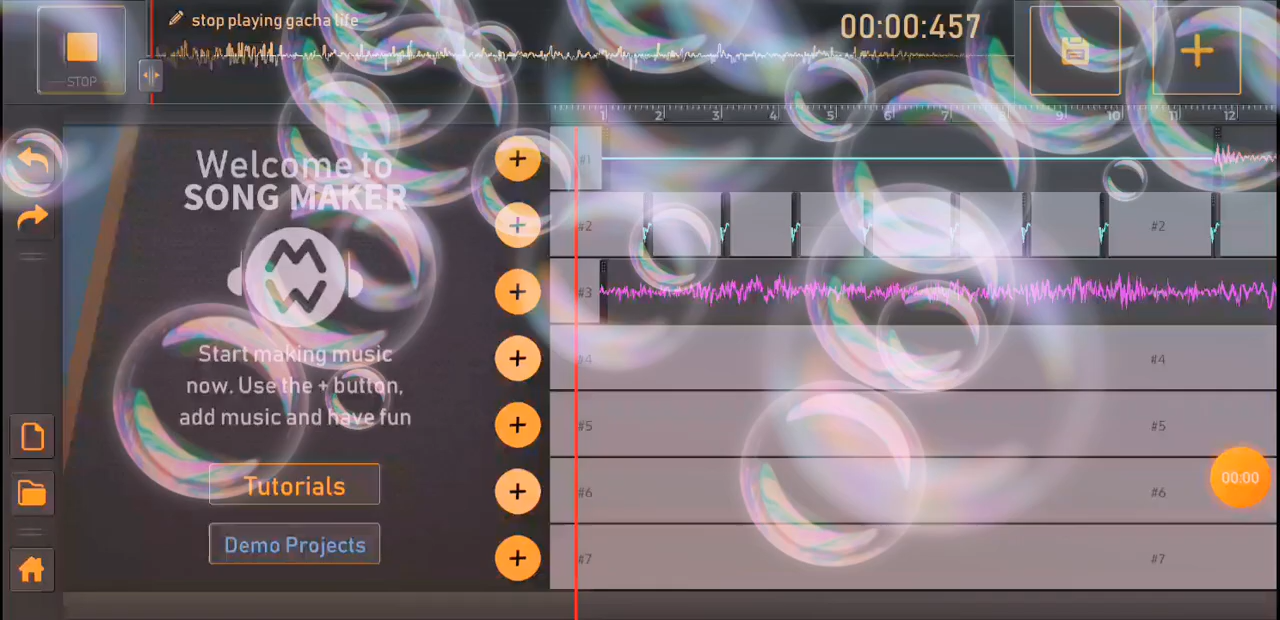 stop playing gacha life
00:00:457
STOP
1 2 3 4 5 6 7 8 9 10 11 12
Welcome to
SONG MAKER
#1
#2 #2
#3
Start making music
now. Use the + button,
add music and have fun
#4 #4
#5 #5
Tutorials
#6 #6
00:00
Demo Projects
#7 #7